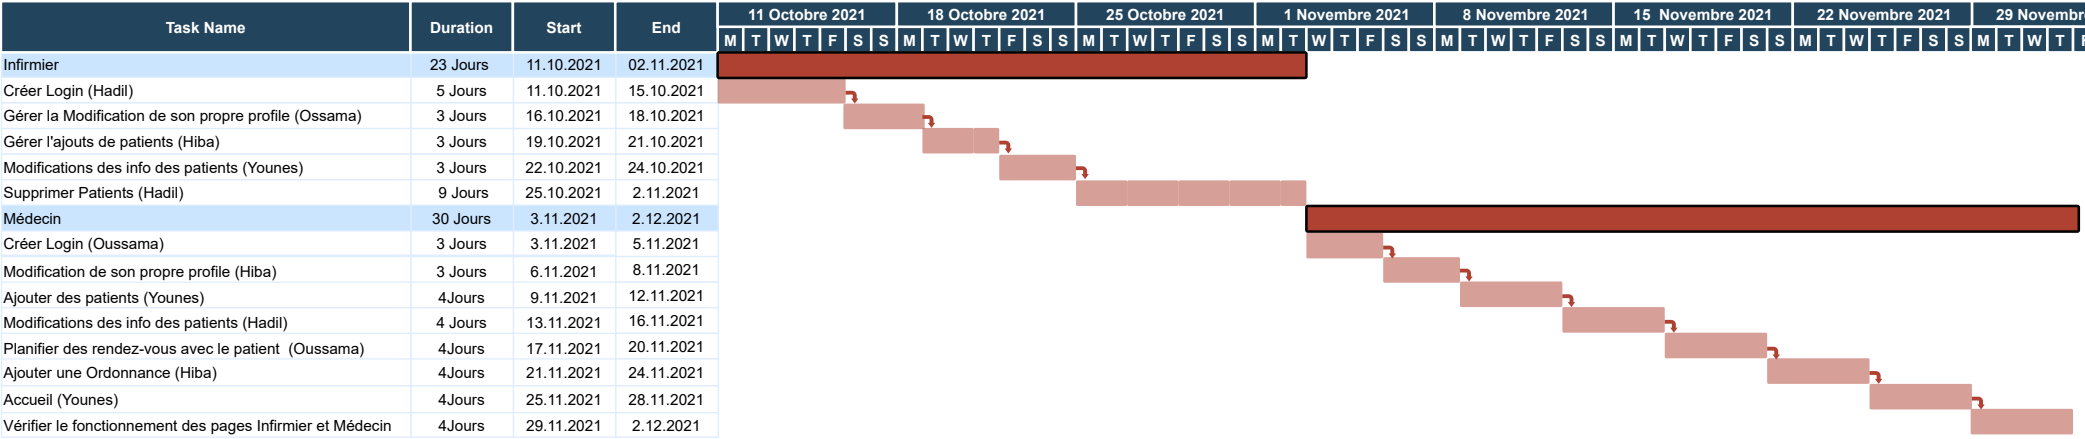 Task Name Duration Start End 11 Octobre 2021 18 Octobre 2021 25 Octobre 2021 1 Novembre 2021 8 Novembre 2021 15 Novembre 2021 22 Novembre 2021 29 Novembre
M T W T F S S M T W T F S S M T W T F S S M T W T F S S M T W T F S S M T W T F S S M T W T F S S M T W T F
Infirmier 23 Jours 11.10.2021 02.11.2021
Créer Login (Hadil) 5 Jours 11.10.2021 15.10.2021
Gérer la Modification de son propre profile (Ossama) 3 Jours 16.10.2021 18.10.2021
Gérer l'ajouts de patients (Hiba) 3 Jours 19.10.2021 21.10.2021
Modifications des info des patients (Younes) 3 Jours 22.10.2021 24.10.2021
Supprimer Patients (Hadil) 9 Jours 25.10.2021 2.11.2021
Médecin 30 Jours 3.11.2021 2.12.2021
Créer Login (Oussama) 3 Jours 3.11.2021 5.11.2021
Modification de son propre profile (Hiba) 3 Jours 6.11.2021 8.11.2021
Ajouter des patients (Younes) 4Jours 9.11.2021 12.11.2021
Modifications des info des patients (Hadil) 4 Jours 13.11.2021 16.11.2021
Planifier des rendez-vous avec le patient (Oussama) 4Jours 17.11.2021 20.11.2021
Ajouter une Ordonnance (Hiba) 4Jours 21.11.2021 24.11.2021
Accueil (Younes) 4Jours 25.11.2021 28.11.2021
Vérifier le fonctionnement des pages Infirmier et Médecin 4Jours 29.11.2021 2.12.2021